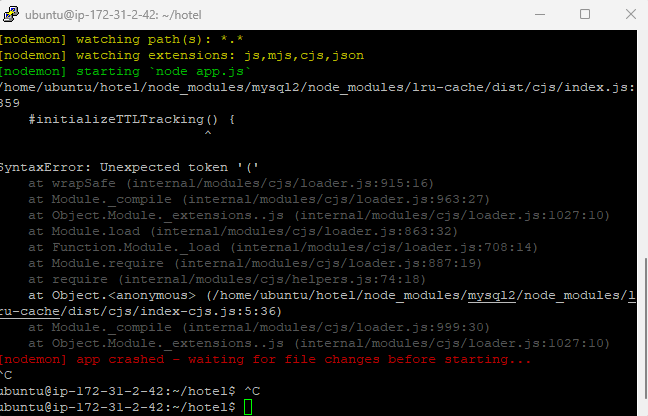 ubuntu@ip-172-31-2-42: ~/hotel
[nodemon] watching path(s): *.*
[nodemon] watching extensions: js,mjs,cjs,json
[nodemon] starting `node app.js`
/home/ubuntu/hotel/node_modules/mysql2/node_modules/lru-cache/dist/cjs/index.js:
359
#initializeTTLTracking() {
^
SyntaxError: Unexpected token '('
at wrapSafe (internal/modules/cjs/loader.js:915:16)
at Module._compile (internal/modules/cjs/loader.js:963:27)
at Object.Module._extensions..js (internal/modules/cjs/loader.js:1027:10)
at Module.load (internal/modules/cjs/loader.js:863:32)
at Function.Module._load (internal/modules/cjs/loader.js:708:14)
at Module.require (internal/modules/cjs/loader.js:887:19)
at require (internal/modules/cjs/helpers.js:74:18)
at Object.<anonymous> (/home/ubuntu/hotel/node_modules/mysql2/node_modules/l
ru-cache/dist/cjs/index-cjs.js:5:36)
at Module._compile (internal/modules/cjs/loader.js:999:30)
at Object.Module._extensions..js (internal/modules/cjs/loader.js:1027:10)
[nodemon] app crashed - waiting for file changes before starting...
^C
ubuntu@ip-172-31-2-42:~/hotel$ ^C
ubuntu@ip-172-31-2-42:~/hotel$